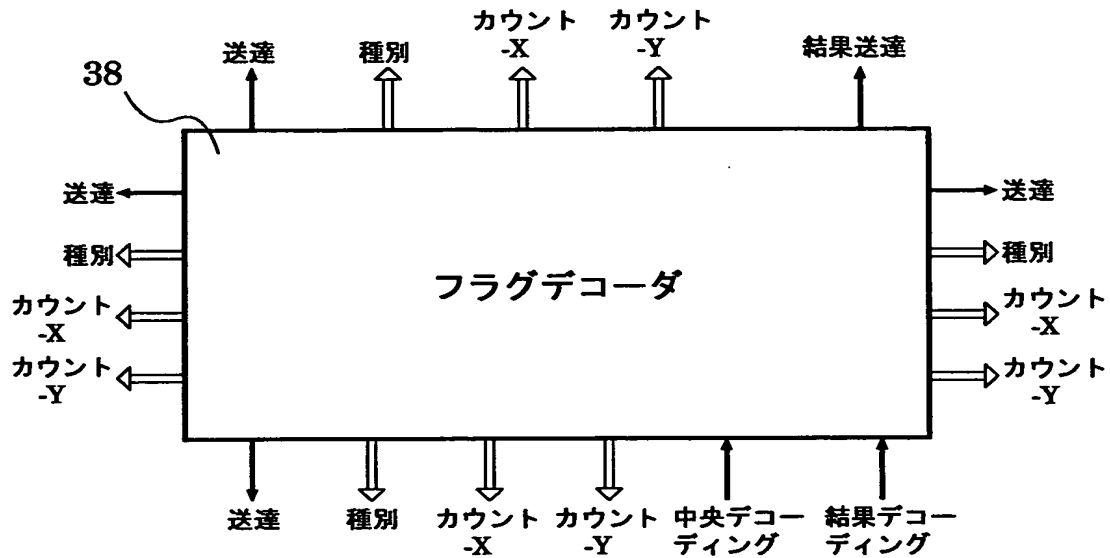 カウント
-X
カウント
-Y
送達
種別
結果送達
38
送達
送達
種別
種別
フラグデコーダ
カウント
-X
カウント
-X
カウント
-Y
カウント
-Y
送達
種別
カウント
-X
カウント
-Y
中央デコー
ディング
結果デコー
ディング